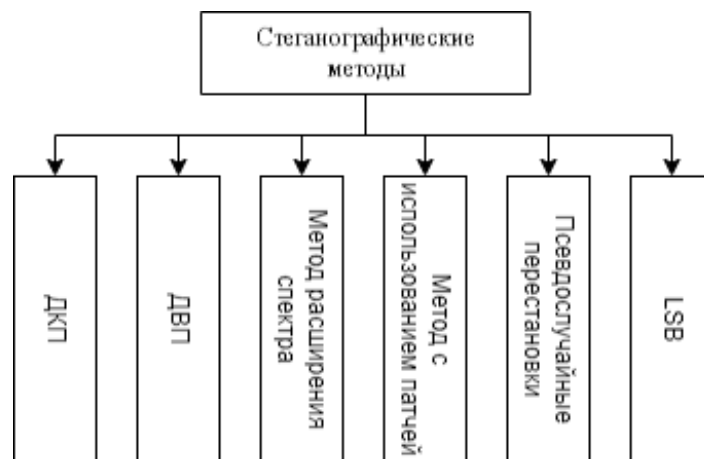 Стеганографические
методы
ДКП
ДВП
Метод расширения
спектра
Метод с
использованием патчей
Псевдослучайные
перестановки
LSB